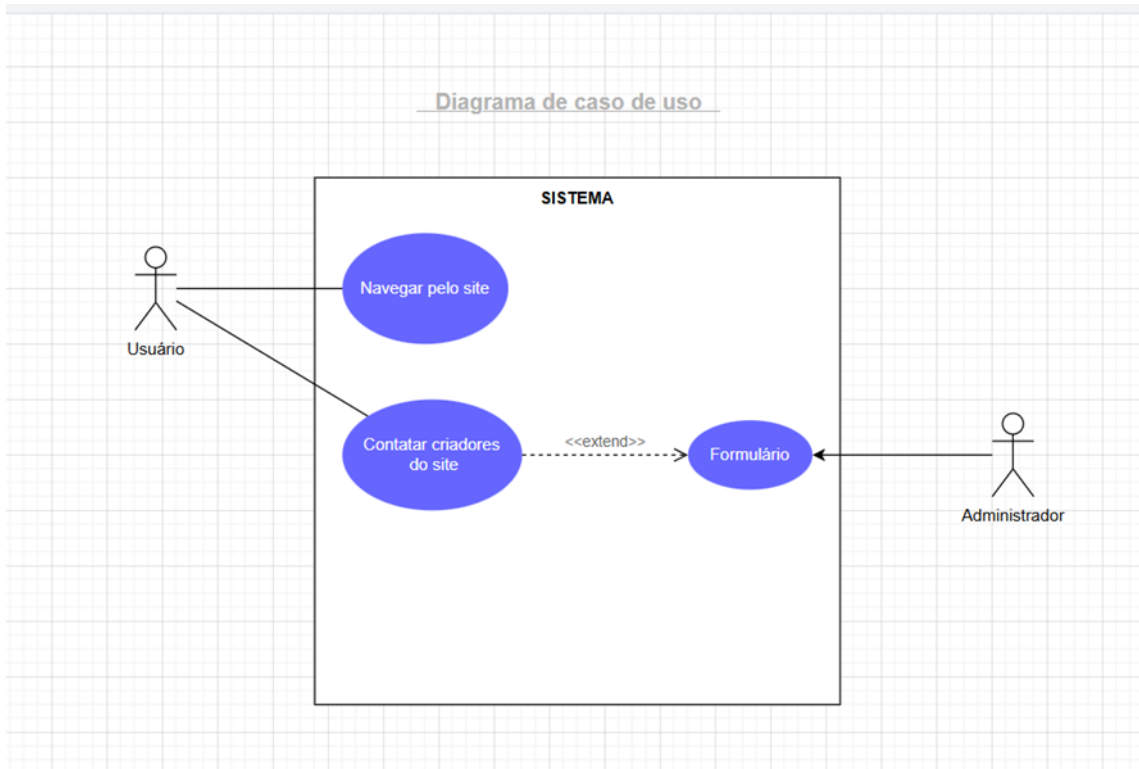 Diagrama de caso de uso
SISTEMA
Navegar pelo site
Usuário
Contatar criadores
do site
<<extend>>
Formulário
Administrador